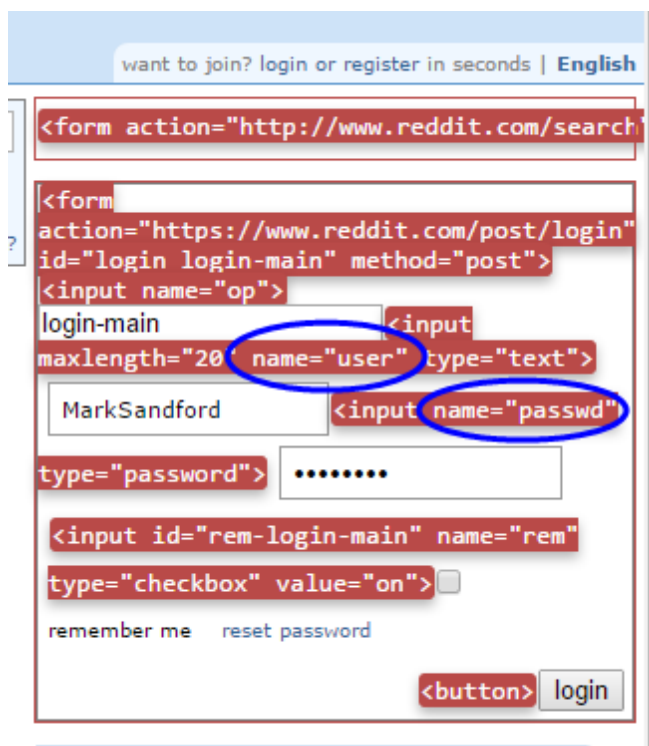 want to join? login or register in seconds | English
<form action="http://www.reddit.com/search"
<form
action="https://www.reddit.com/post/login"
?
id="login login-main" method="post">
<input name="op">
login-main <input
maxlength="20" name="user" type="text">
MarkSandford <input name="passwd"
type="password"> ••••••••
<input id="rem-login-main" name="rem"
type="checkbox" value="on">
remember me reset password
<button> login